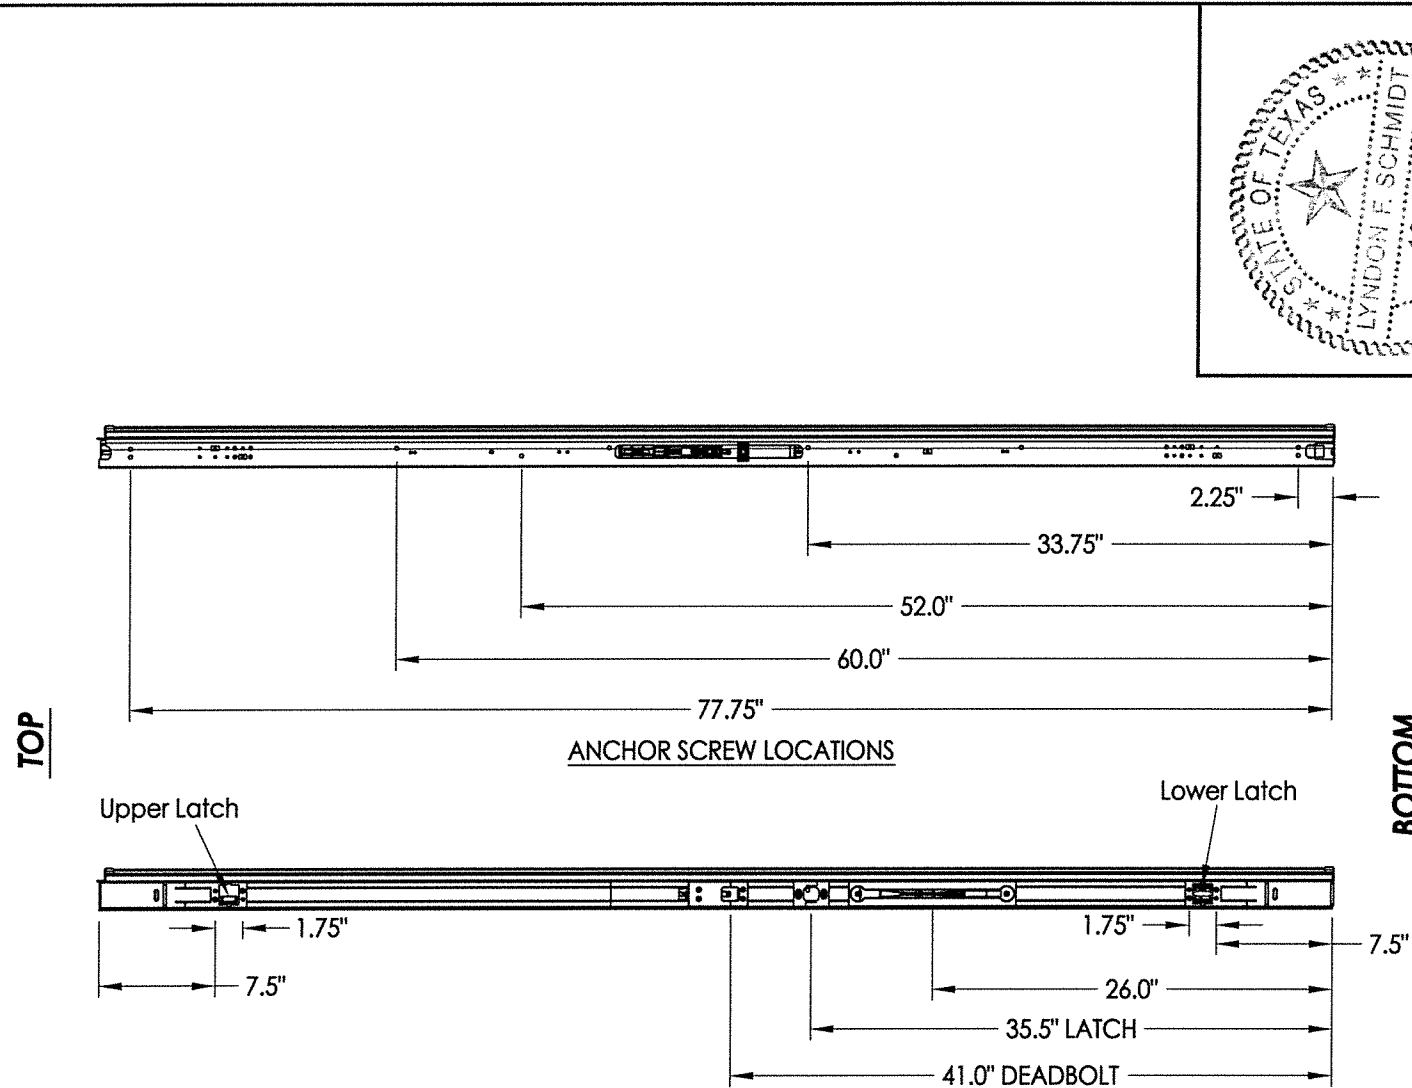 STATE OF TEXAS
LYNDON F. SCHMIDT
2.25"
33.75"
52.0"
60.0"
77.75"
TOP
ANCHOR SCREW LOCATIONS
BOTTOM
Upper Latch
Lower Latch
1.75"
1.75"
7.5"
7.5"
26.0"
35.5" LATCH
41.0" DEADBOLT